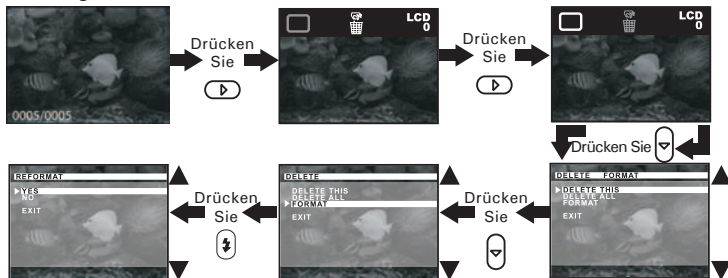 0005/0005
Drücken
Sie
LCD
0
Drücken
Sie
LCD
0
Drücken Sie
DELETE FORMAT
DELETE THIS
DELETE ALL
FORMAT
EXIT
Drücken
Sie
DELETE
DELETE THIS
DELETE ALL
FORMAT
EXIT
Drücken
Sie
REFORMAT
YES
NO
EXIT